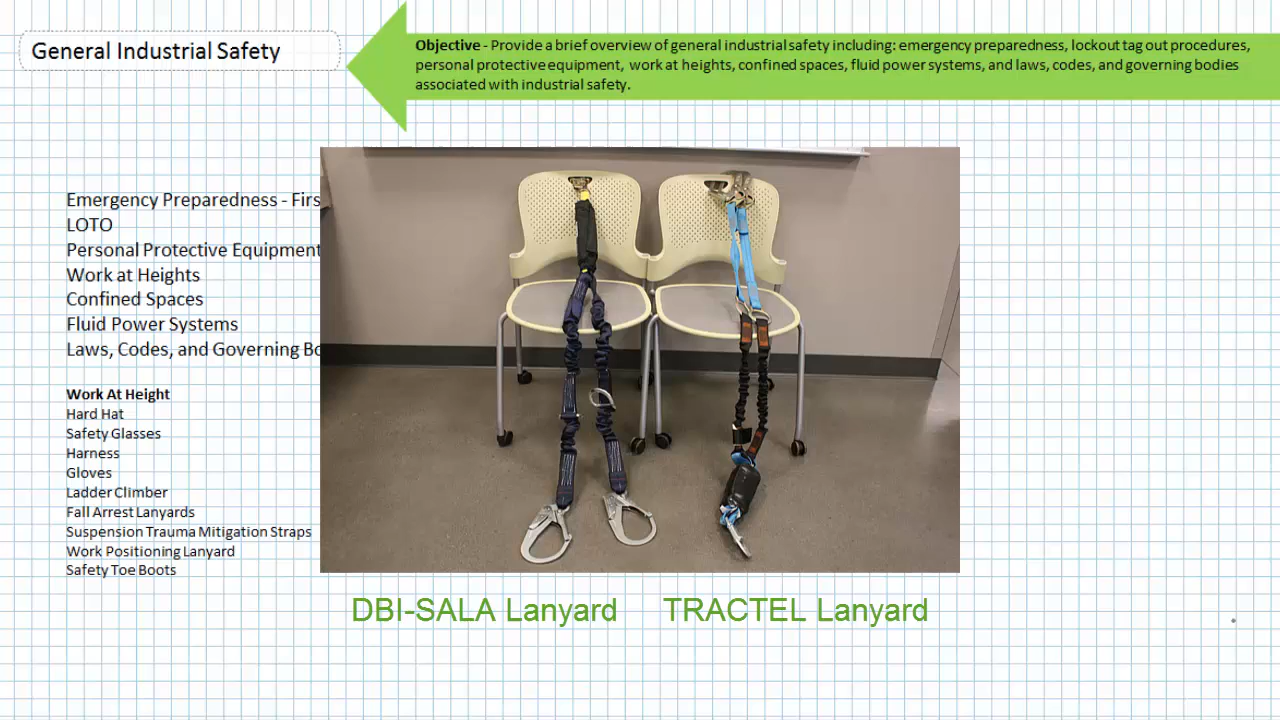 General Industrial Safety
Objective - Provide a brief overview of general industrial safety including: emergency preparedness, lockout tag out procedures,
personal protective equipment, work at heights, confined spaces, fluid power systems, and laws, codes, and governing bodies
associated with industrial safety.
Emergency Preparedness -
LOTO
Personal Protective Equipment
Work at Heights
Confined Spaces
Fluid Power Systems
Laws, Codes, and Governing
Work At Height
Hard Hat
Safety Glasses
Harness
Gloves
Ladder Climber
Fall Arrest Lanyards
Suspension Trauma Mitigation Straps
Work Positioning Lanyard
Safety Toe Boots
DBI-SALA Lanyard TRACTEL Lanyard